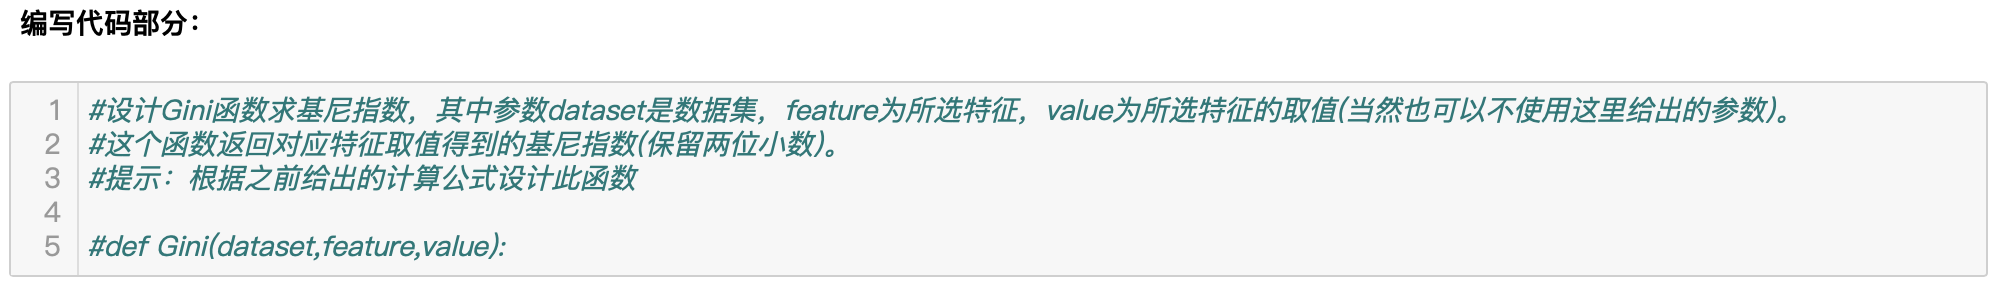 编写代码部分：
1 #设计Gini函数求基尼指数，其中参数dataset是数据集，feature为所选特征，value为所选特征的取值(当然也可以不使用这里给出的参数)。
2 #这个函数返回对应特征取值得到的基尼指数(保留两位小数)。
3 #提示：根据之前给出的计算公式设计此函数
4
5 #def Gini(dataset,feature,value):